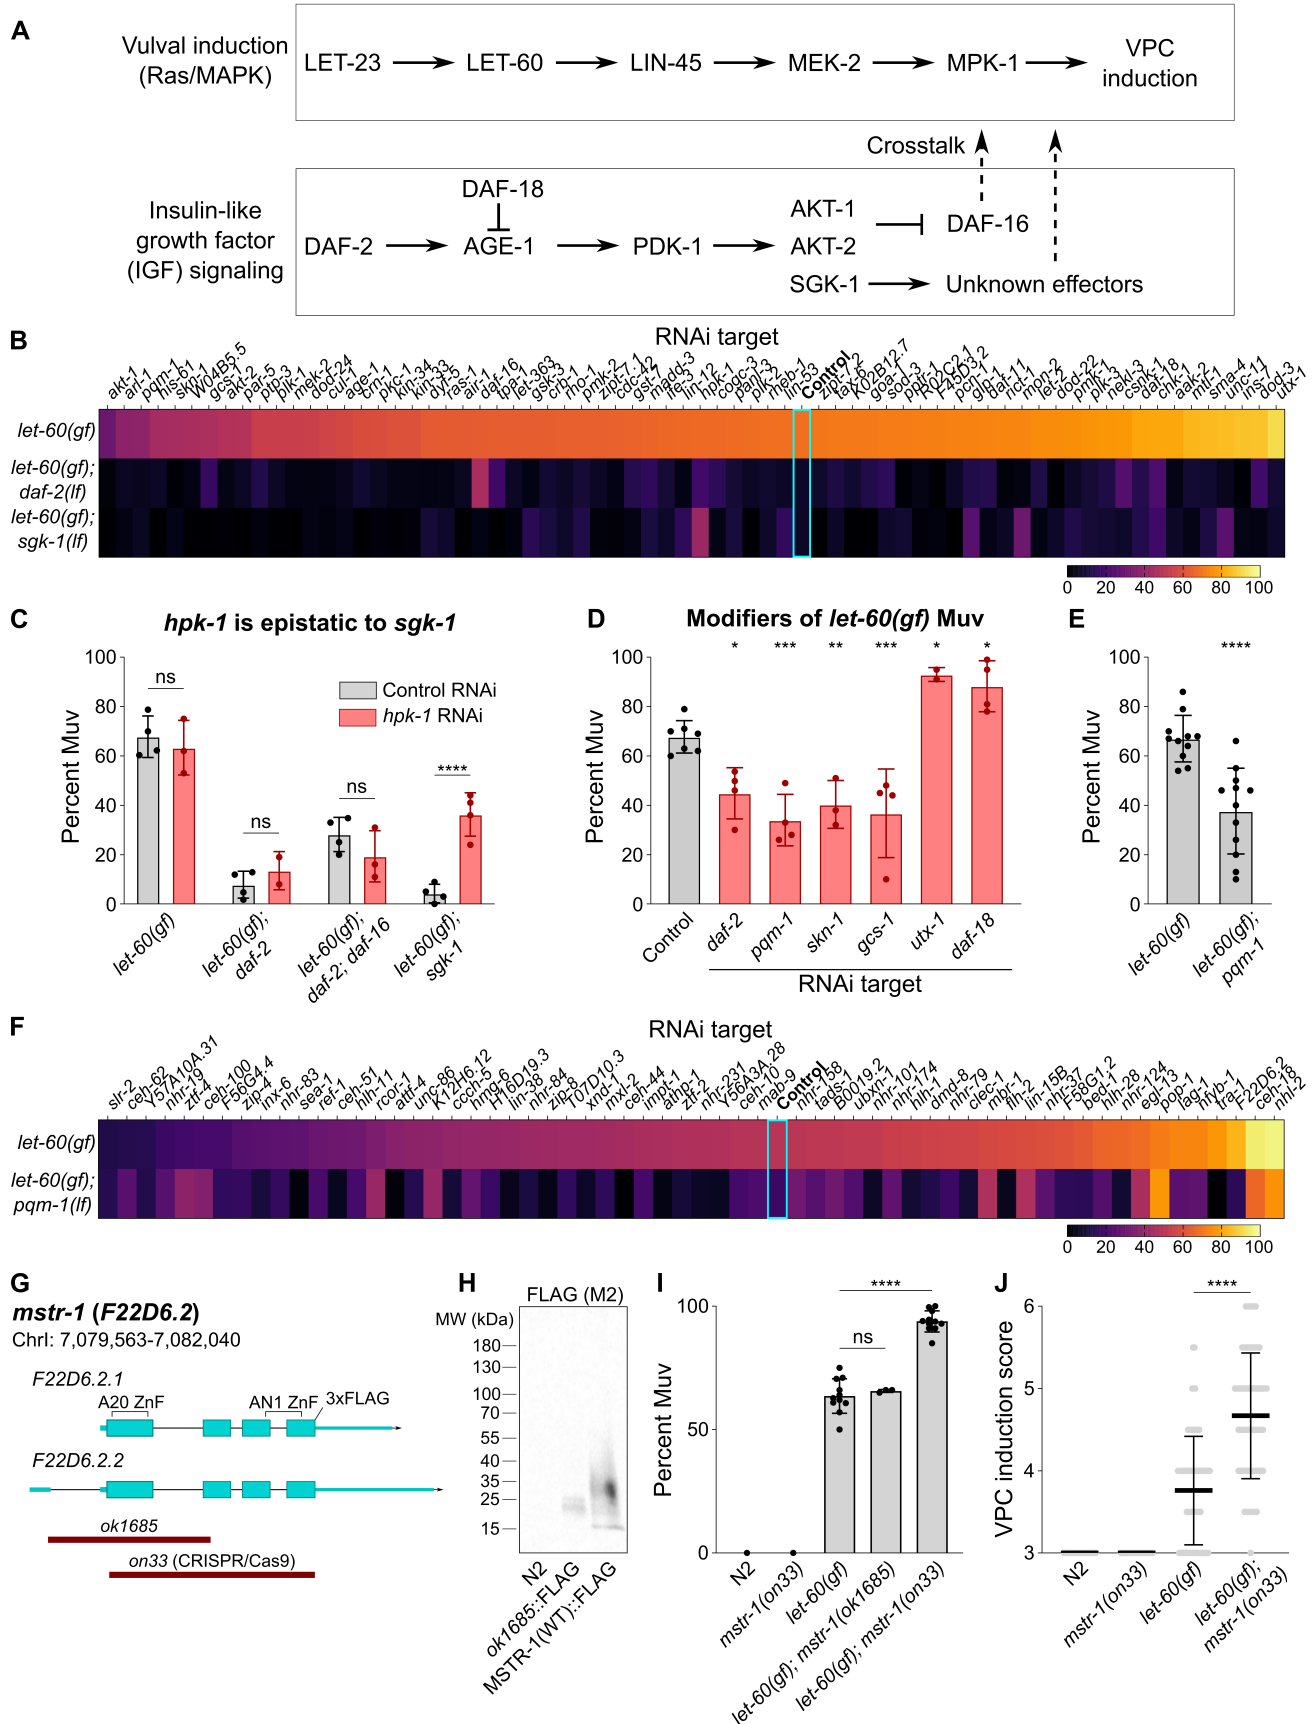 A
Vulval induction
(Ras/MAPK)
LET-23
LET-60
LIN-45
MEK-2
MPK-1
VPC
induction
Crosstalk
Insulin-like
growth factor
(IGF) signaling
DAF-18
DAF-2
AGE-1
PDK-1
AKT-1
AKT-2
SGK-1
DAF-16
Unknown effectors
B
RNAi target
akt-1
arl-1
pqm-1
his-61
skn-1
W04B5.5
gcs-1
akt-2
par-5
ptp-3
plk-1
mek-2
dod-24
cul-1
age-1
crn-1
pkc-1
kin-34
kin-33
dyf-5
ras-1
avr-1
daf-16
tpa-1
let-363
gsk-3
crb-1
rho-1
pmk-2
zipt-7.1
cdc-42
gst-7
madd-3
ife-3
lin-12
hpk-1
cogc-3
panl-3
plk-2
heb-1
lin-53
Control
zipt-7.2
tax-6
K02B12.7
goa-1
sod-3
ppk-1
R02C2.1
F45D3.2
pcn-1
glp-1
daf-11
rict-1
mom-2
let-2
dod-22
pmk-1
plk-3
nekl-3
csnk-1
daf-18
chk-1
aak-2
mtl-1
sma-4
unc-11
ins-7
dod-3
utx-1
let-60(gf)
let-60(gf);
daf-2(lf)
let-60(gf);
sgk-1(lf)
0 20 40 60 80 100
C
hpk-1 is epistatic to sgk-1
Percent Muv
100
80
60
40
20
0
ns
ns
ns
****
Control RNAi
hpk-1 RNAi
let-60(gf)
let-60(gf);
daf-2
let-60(gf);
daf-2; daf-16
let-60(gf);
sgk-1
D
Modifiers of let-60(gf) Muv
Percent Muv
100
80
60
40
20
0
* *** ** *** * *
Control
daf-2
pqm-1
skn-1
gcs-1
utx-1
daf-18
RNAi target
E
Percent Muv
100
80
60
40
20
0
****
let-60(gf)
let-60(gf);
pqm-1
F
RNAi target
slr-2
ceh-62
Y57A10A.31
nhr-19
ztf-4
ceh-100
F56G4.4
zip-4
inx-6
nhr-83
sea-1
ref-1
ceh-51
hlh-11
rcor-1
attf-4
unc-86
K12H6.12
ccch-5
hmg-6
H16D19.3
lin-38
nhr-84
zip-8
T07D10.3
xnd-1
mxl-2
ceh-44
impt-1
athp-1
ztf-2
nhr-231
Y56A3A.28
ceh-10
mab-9
Control
nhr-158
tags-1
B0019.2
ubxn-1
nhr-101
nhr-174
hlh-1
dmd-8
nhr-79
clec-1
mbr-1
flh-2
lin-15B
nhr-37
F58G1.2
bed-1
hlh-28
nhr-124
egl-13
pop-1
lag-1
nfyb-1
tra-1
F22D6.2
ceh-18
nhl-2
let-60(gf)
let-60(gf);
pqm-1(lf)
0 20 40 60 80 100
G
mstr-1 (F22D6.2)
ChrI: 7,079,563-7,082,040
F22D6.2.1
A20 ZnF
AN1 ZnF
3xFLAG
F22D6.2.2
ok1685
on33 (CRISPR/Cas9)
H
FLAG (M2)
MW (kDa)
180
130
100
70
55
40
35
25
15
N2
ok1685::FLAG
MSTR-1(WT)::FLAG
I
Percent Muv
100
50
0
ns
****
N2
mstr-1(on33)
let-60(gf)
let-60(gf); mstr-1(ok1685)
let-60(gf); mstr-1(on33)
J
VPC induction score
6
5
4
3
****
N2
mstr-1(on33)
let-60(gf)
let-60(gf);
mstr-1(on33)